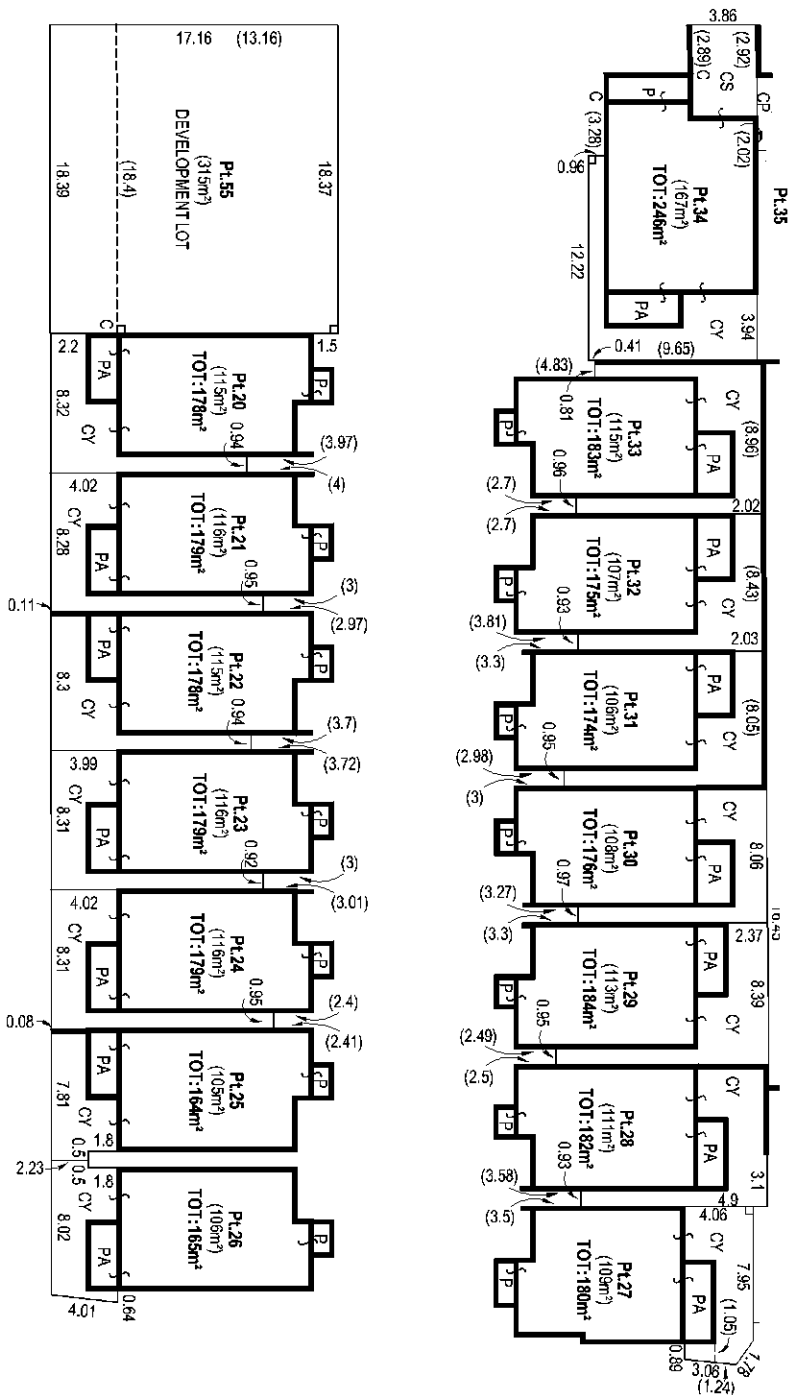 17.16 (13.16)
18.39
(18.4)
DEVELOPMENT LOT
Pt.55
(315m²)
18.37
C
2.2
1.5
PA
8.32
CY
Pt.20
(115m²)
TOT:178m²
P
0.94
(3.97)
(4)
4.02
CY
8.28
PA
Pt.21
(116m²)
TOT:179m²
P
0.95
(3)
(2.97)
0.11
PA
8.3
CY
Pt.22
(115m²)
TOT:178m²
P
0.94
(3.7)
(3.72)
3.99
CY
8.31
PA
Pt.23
(116m²)
TOT:179m²
P
0.92
(3)
(3.01)
4.02
CY
8.31
PA
Pt.24
(116m²)
TOT:179m²
P
0.95
(2.4)
(2.41)
0.08
PA
7.81
CY
Pt.25
(105m²)
TOT:164m²
P
1.8
0.5
0.5
2.23
1.8
CY
8.02
PA
Pt.26
(106m²)
TOT:165m²
P
4.01
0.64
3.86
(2.92)
(2.89)
C
CS
CP
P
C
(3.28)
(2.02)
0.96
Pt.35
Pt.34
(167m²)
TOT:246m²
12.22
PA
CY
3.94
0.41
(9.65)
(4.83)
0.81
CY
(8.96)
PA
Pt.33
(115m²)
TOT:183m²
P
0.96
(2.7)
(2.7)
2.02
PA
(8.43)
CY
Pt.32
(107m²)
TOT:175m²
P
0.93
(3.81)
(3.3)
2.03
PA
(8.05)
CY
Pt.31
(106m²)
TOT:174m²
P
0.95
(2.98)
(3)
CY
8.06
PA
Pt.30
(108m²)
TOT:176m²
P
0.97
(3.27)
(3.3)
2.37
PA
8.39
CY
Pt.29
(113m²)
TOT:184m²
P
0.95
(2.49)
(2.5)
CY
PA
Pt.28
(111m²)
TOT:182m²
P
3.1
0.93
(3.58)
(3.5)
4.9
4.06
CY
7.95
PA
Pt.27
(109m²)
TOT:180m²
P
(1.05)
1.78
0.89
3.06
(1.24)